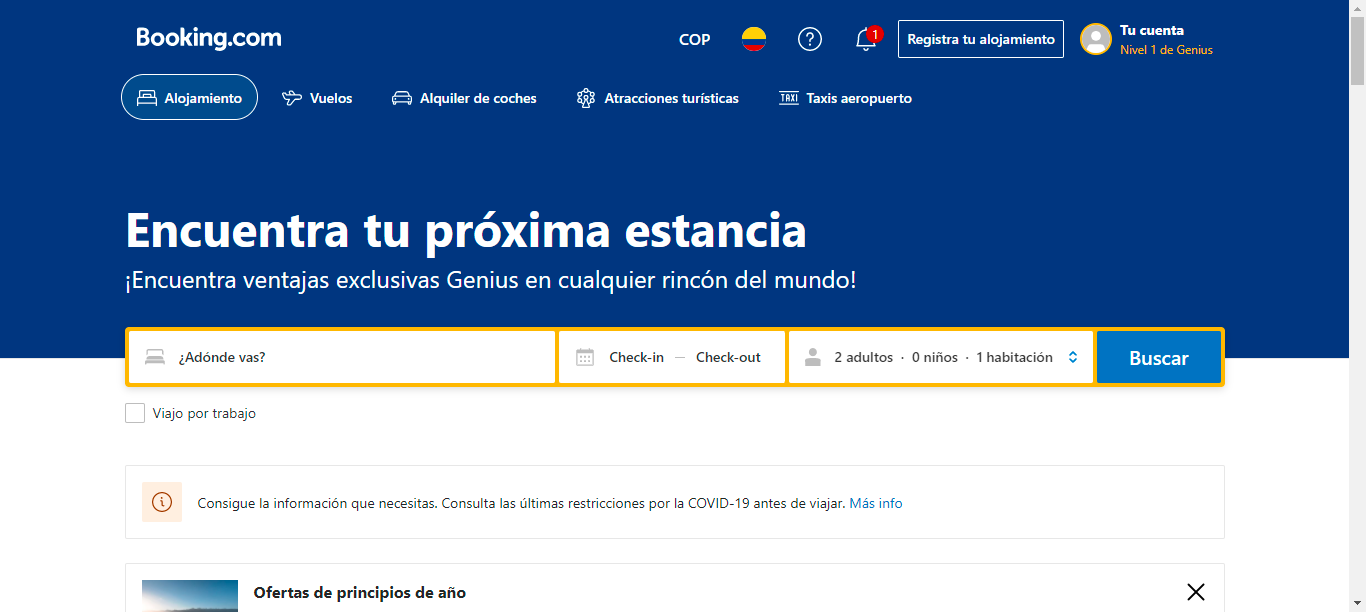 Booking.com
COP
1
Registra tu alojamiento
Tu cuenta
Nivel 1 de Genius
Alojamiento
Vuelos
Alquiler de coches
Atracciones turísticas
TAXI Taxis aeropuerto
Encuentra tu próxima estancia
¡Encuentra ventajas exclusivas Genius en cualquier rincón del mundo!
¿Adónde vas?
Check-in — Check-out
2 adultos · 0 niños · 1 habitación
Buscar
Viajo por trabajo
Consigue la información que necesitas. Consulta las últimas restricciones por la COVID-19 antes de viajar. Más info
Ofertas de principios de año